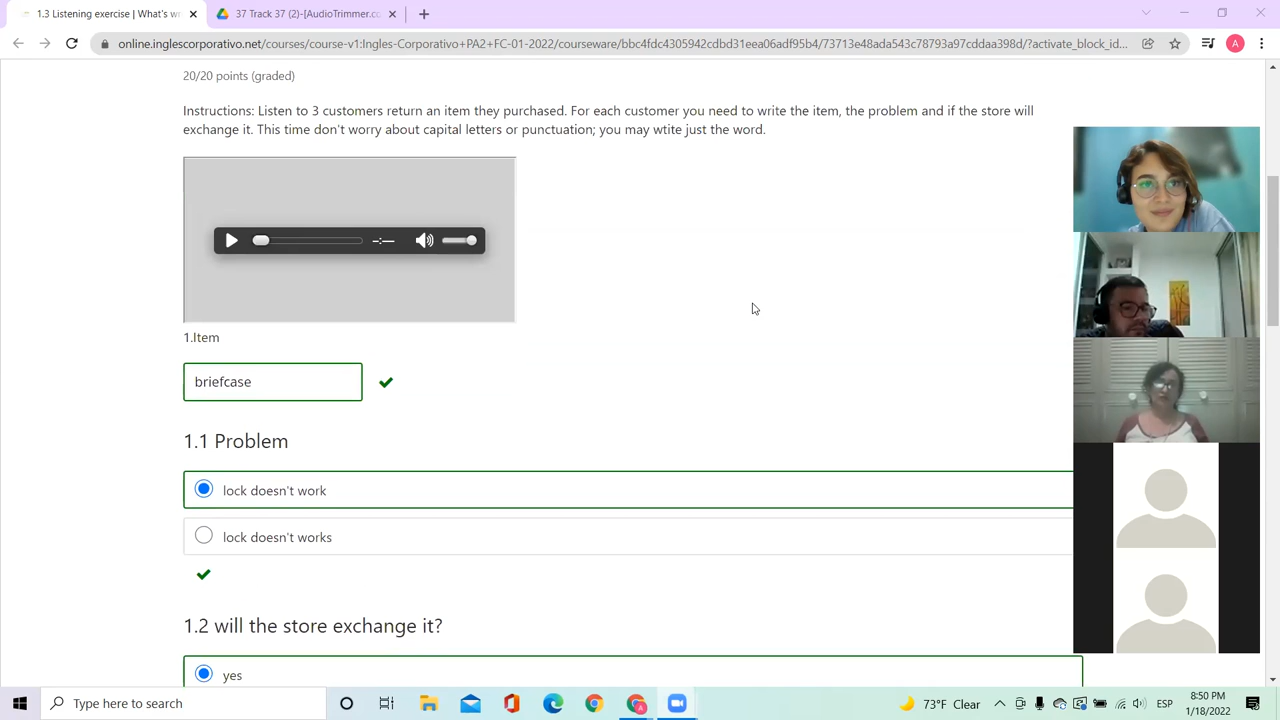 1.3 Listening exercise | What's wr
37 Track 37 (2)-[AudioTrimmer.co
online.inglescorporativo.net/courses/course-v1:Ingles-Corporativo+PA2+FC-01-2022/courseware/bbc4fdc4305942cdbd31eea06adf95b4/73713e48ada543c78793a97cddaa398d/?activate_block_id...
A
20/20 points (graded)
Instructions: Listen to 3 customers return an item they purchased. For each customer you need to write the item, the problem and if the store will
exchange it. This time don't worry about capital letters or punctuation; you may wtite just the word.
-:--
1.Item
briefcase
1.1 Problem
lock doesn't work
lock doesn't works
1.2 will the store exchange it?
yes
Type here to search
73°F Clear
ESP
8:50 PM
1/18/2022